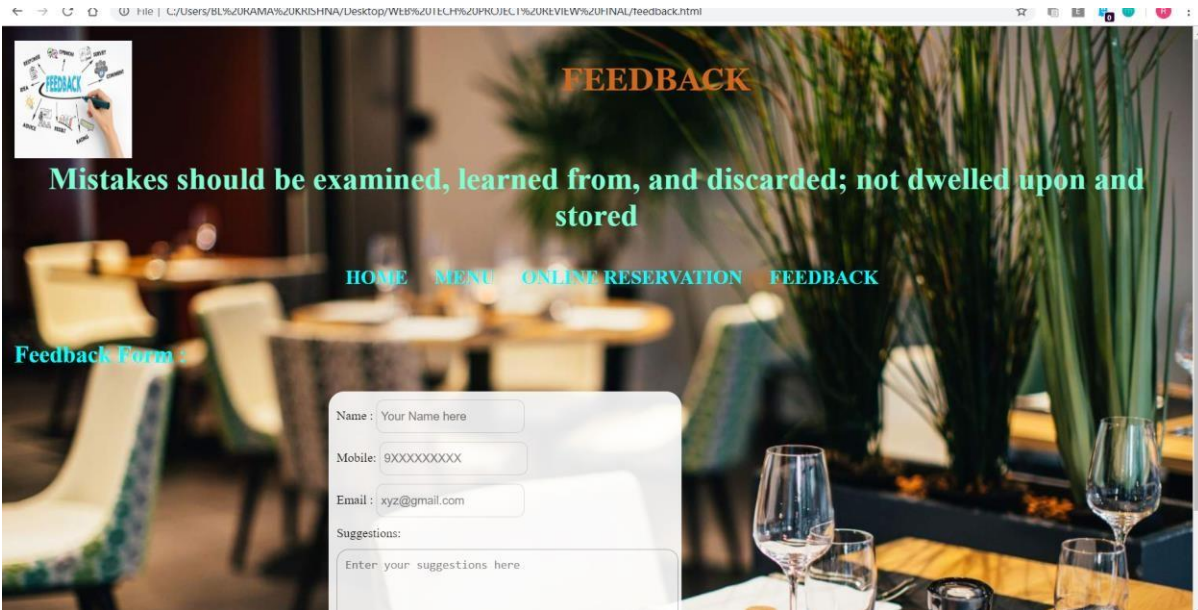 File | C:/Users/BL%20RAMA%20KRISHNA/Desktop/WEB%20TECH%20PROJECT%20REVIEW%20FINAL/feedback.html
FEEDBACK
FEEDBACK
Mistakes should be examined, learned from, and discarded; not dwelled upon and
stored
HOME MENU ONLINE RESERVATION FEEDBACK
Feedback Form :
Name : Your Name here
Mobile: 9XXXXXXXXX
Email : xyz@gmail.com
Suggestions:
Enter your suggestions here